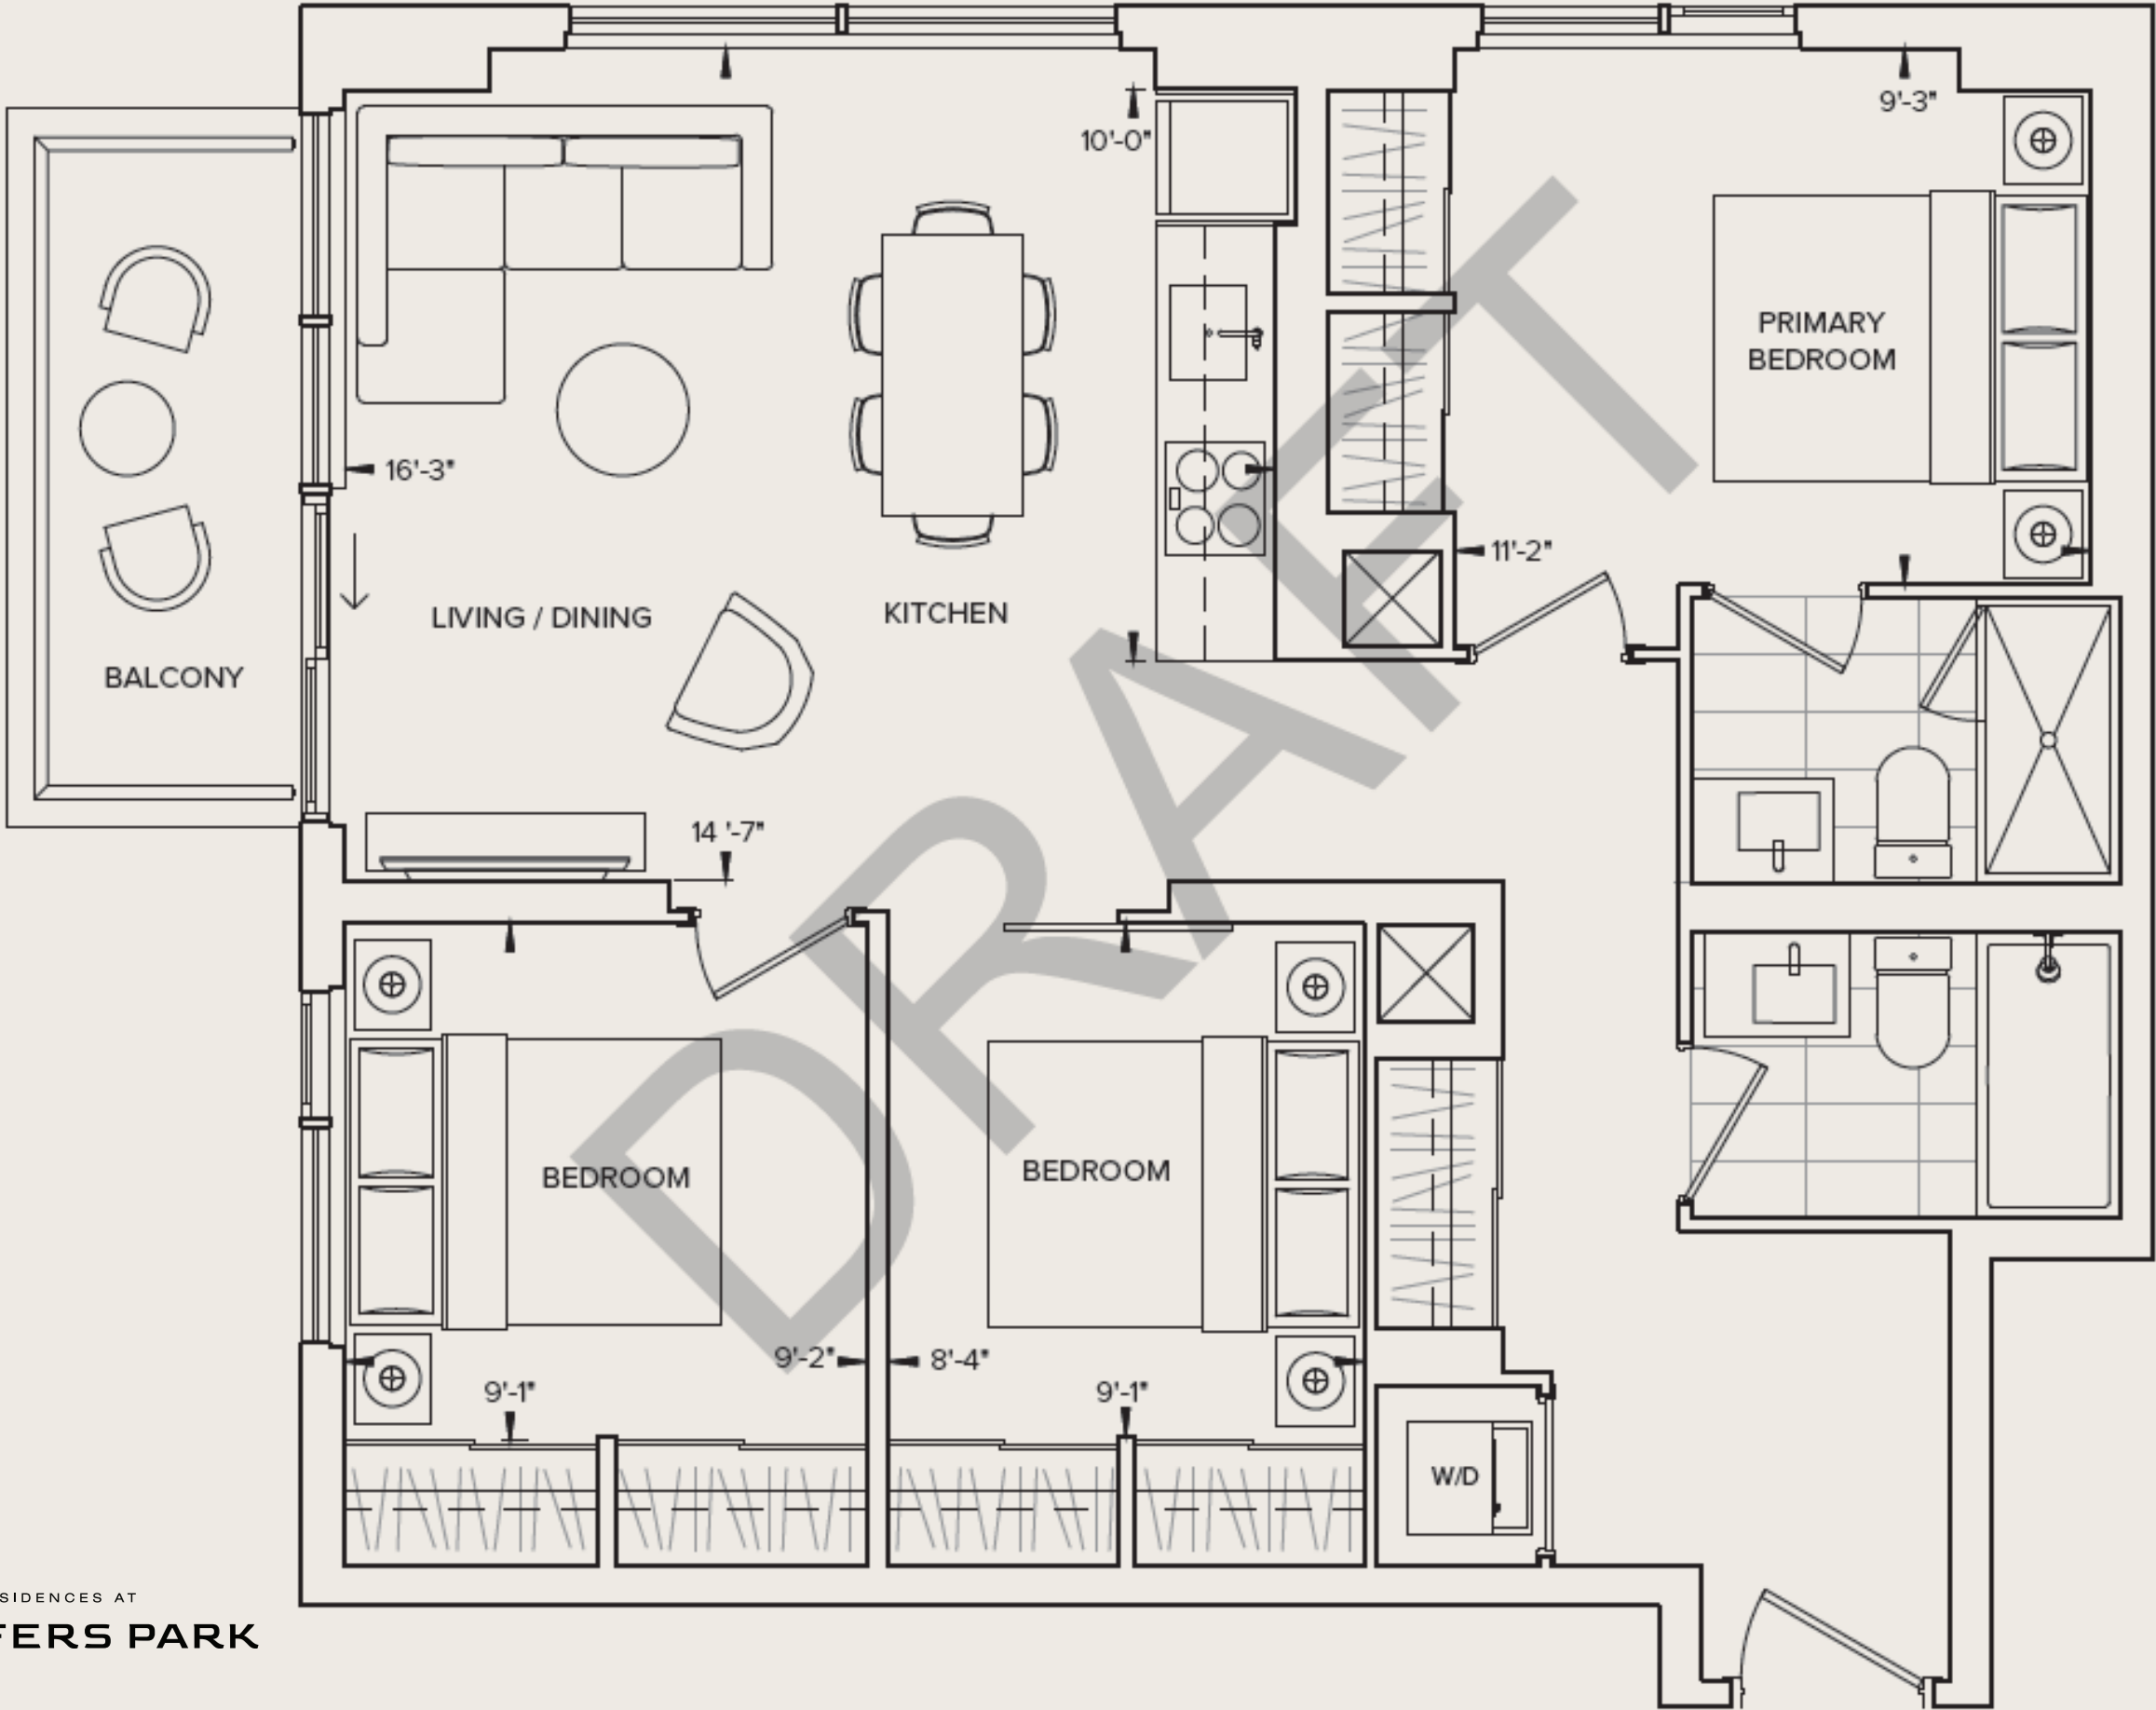 9'-3"
10'-0"
PRIMARY
BEDROOM
16'-3"
11'-2"
LIVING / DINING
KITCHEN
BALCONY
14 '-7"
DRAFT
BEDROOM
BEDROOM
9'-2"
8'-4"
9'-1"
9'-1"
W/D
SIDENCES AT
FERS PARK